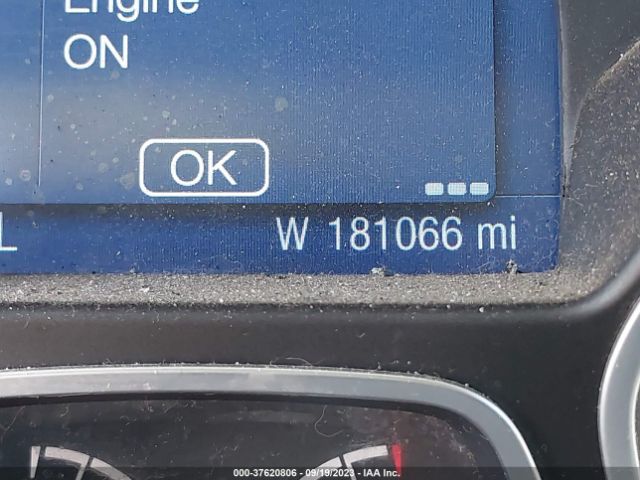 Engine
ON
OK
L
W 181066 mi
000-37620806 - 09/19/2023 - IAA Inc.